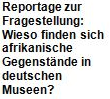 Reportage zur
Fragestellung:
Wieso finden sich
afrikanische
Gegenstände in
deutschen
Museen?